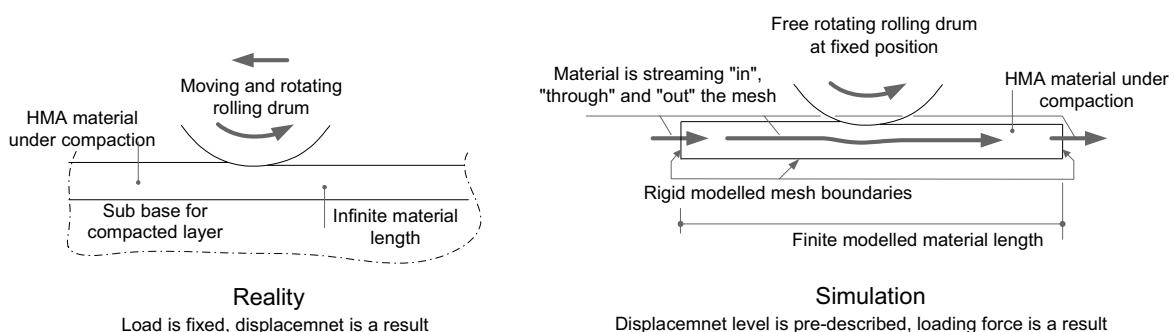 Moving and rotating
rolling drum
HMA material
under compaction
Sub base for
compacted layer
Infinite material
length
Reality
Load is fixed, displacemnet is a result
Free rotating rolling drum
at fixed position
Material is streaming "in",
"through" and "out" the mesh
HMA material under
compaction
Rigid modelled mesh boundaries
Finite modelled material length
Simulation
Displacemnet level is pre-described, loading force is a result